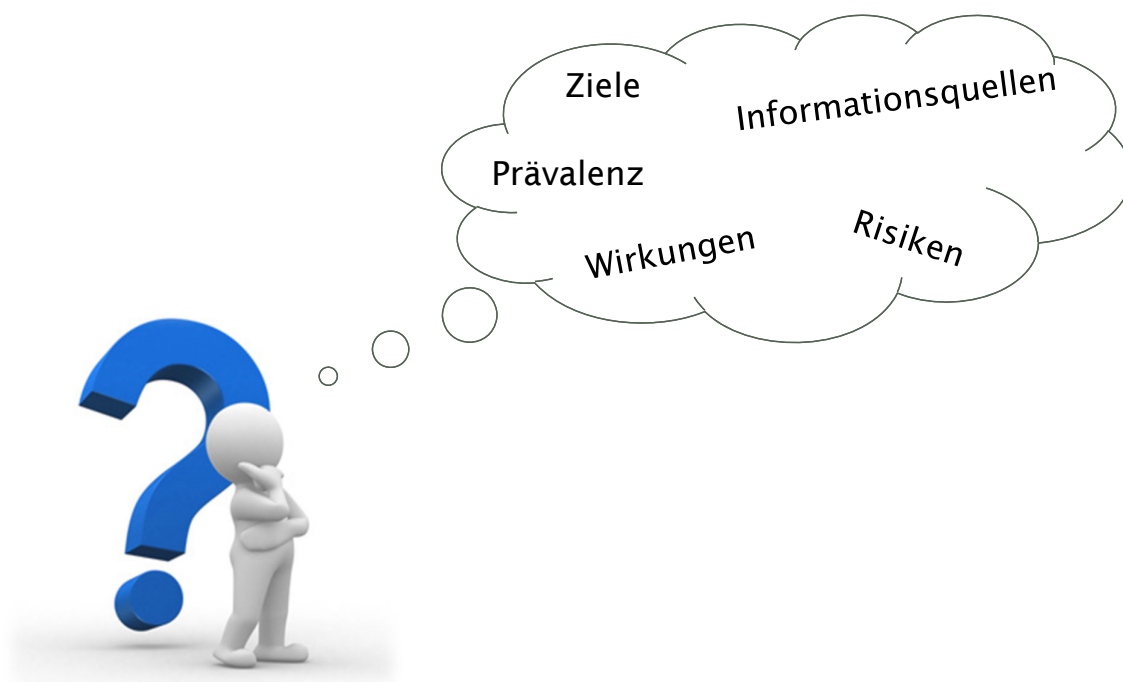 Ziele
Informationsquellen
Prävalenz
Wirkungen
Risiken